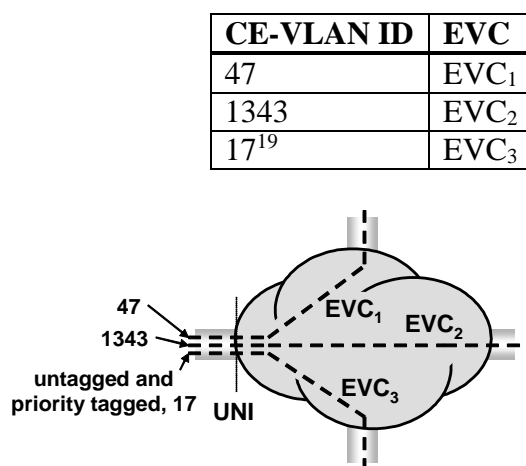 CE-VLAN ID EVC
47 EVC₁
1343 EVC₂
17¹⁹ EVC₃
47
1343
untagged and
priority tagged, 17
UNI
EVC₁
EVC₂
EVC₃